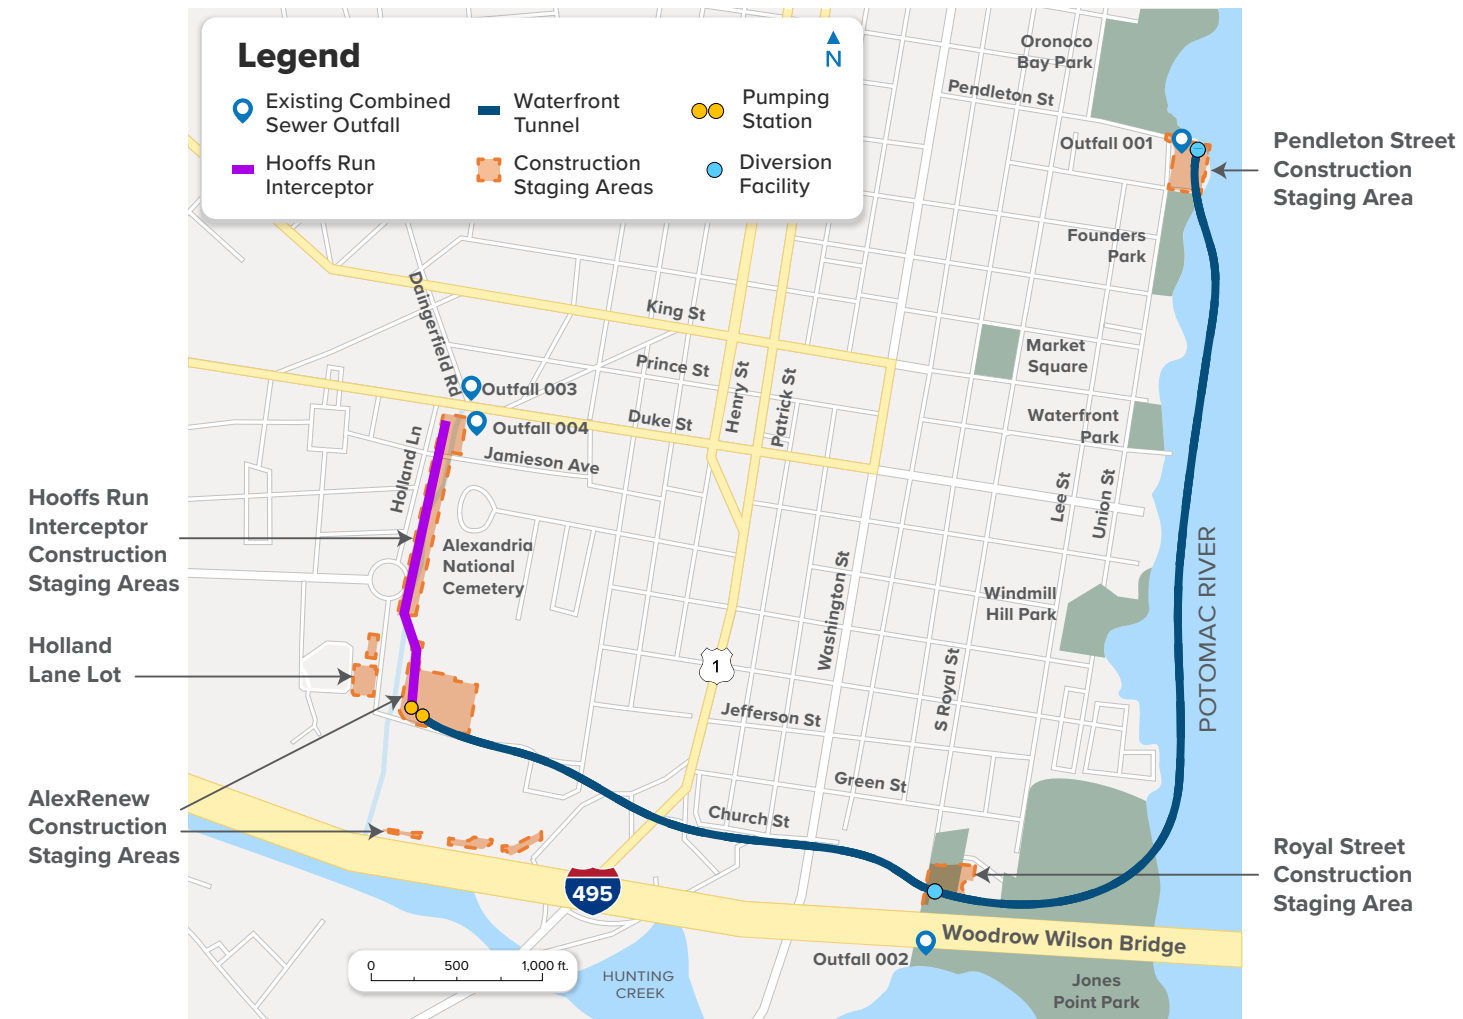 Legend
N
Existing Combined
Sewer Outfall
Waterfront
Tunnel
Pumping
Station
Hooffs Run
Interceptor
Construction
Staging Areas
Diversion
Facility
Oronoco
Bay Park
Pendleton St
Outfall 001
Pendleton Street
Construction
Staging Area
Founders
Park
Daingerfield Rd
King St
Market
Square
Prince St
Henry St
Patrick St
Outfall 003
Duke St
Outfall 004
Waterfront
Park
Jamieson Ave
Holland Ln
Lee St
Union St
Hooffs Run
Interceptor
Construction
Staging Areas
Alexandria
National
Cemetery
POTOMAC RIVER
Washington St
Windmill
Hill Park
Holland
Lane Lot
1
S Royal St
Jefferson St
Green St
Church St
AlexRenew
Construction
Staging Areas
Royal Street
Construction
Staging Area
495
Woodrow Wilson Bridge
Outfall 002
0
500
1,000 ft.
HUNTING
CREEK
Jones
Point Park